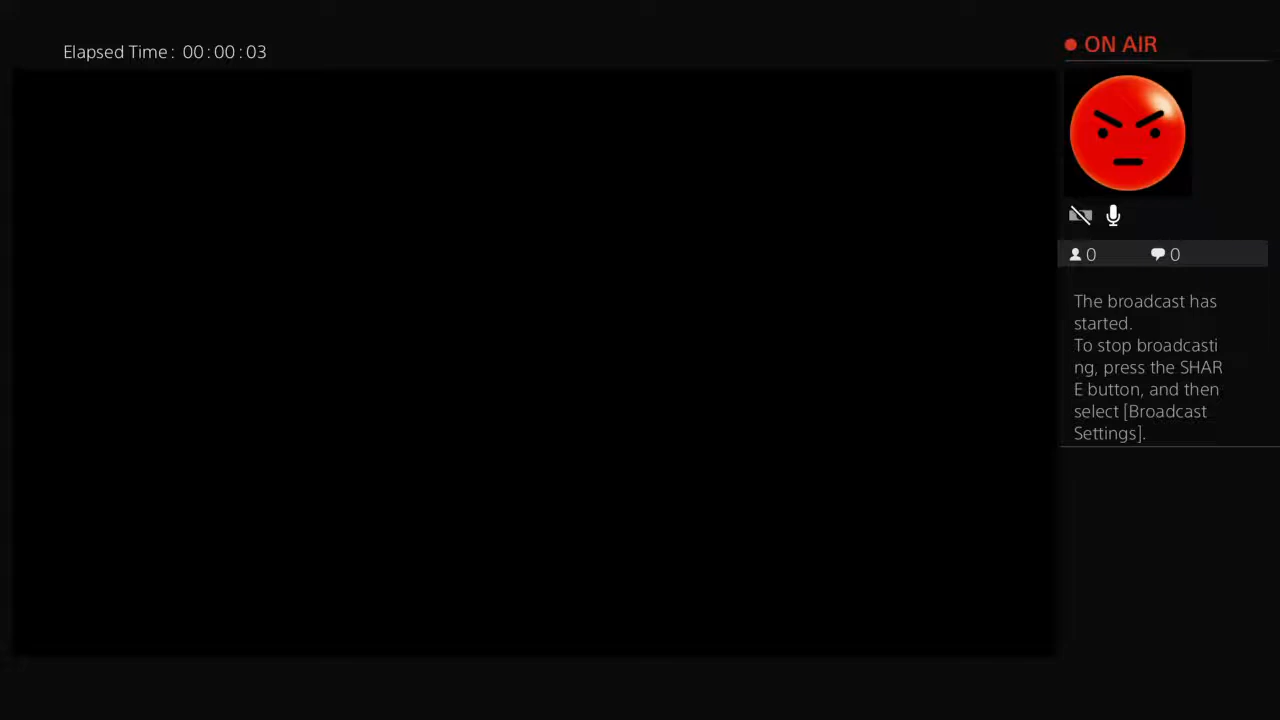 Elapsed Time: 00:00:03
ON AIR
0 0
The broadcast has
started.
To stop broadcasti
ng, press the SHAR
E button, and then
select [Broadcast
Settings].